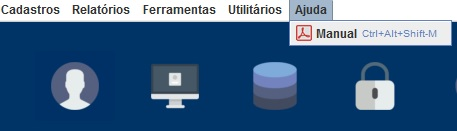 Cadastros Relatórios Ferramentas Utilitários Ajuda
Manual Ctrl+Alt+Shift-M